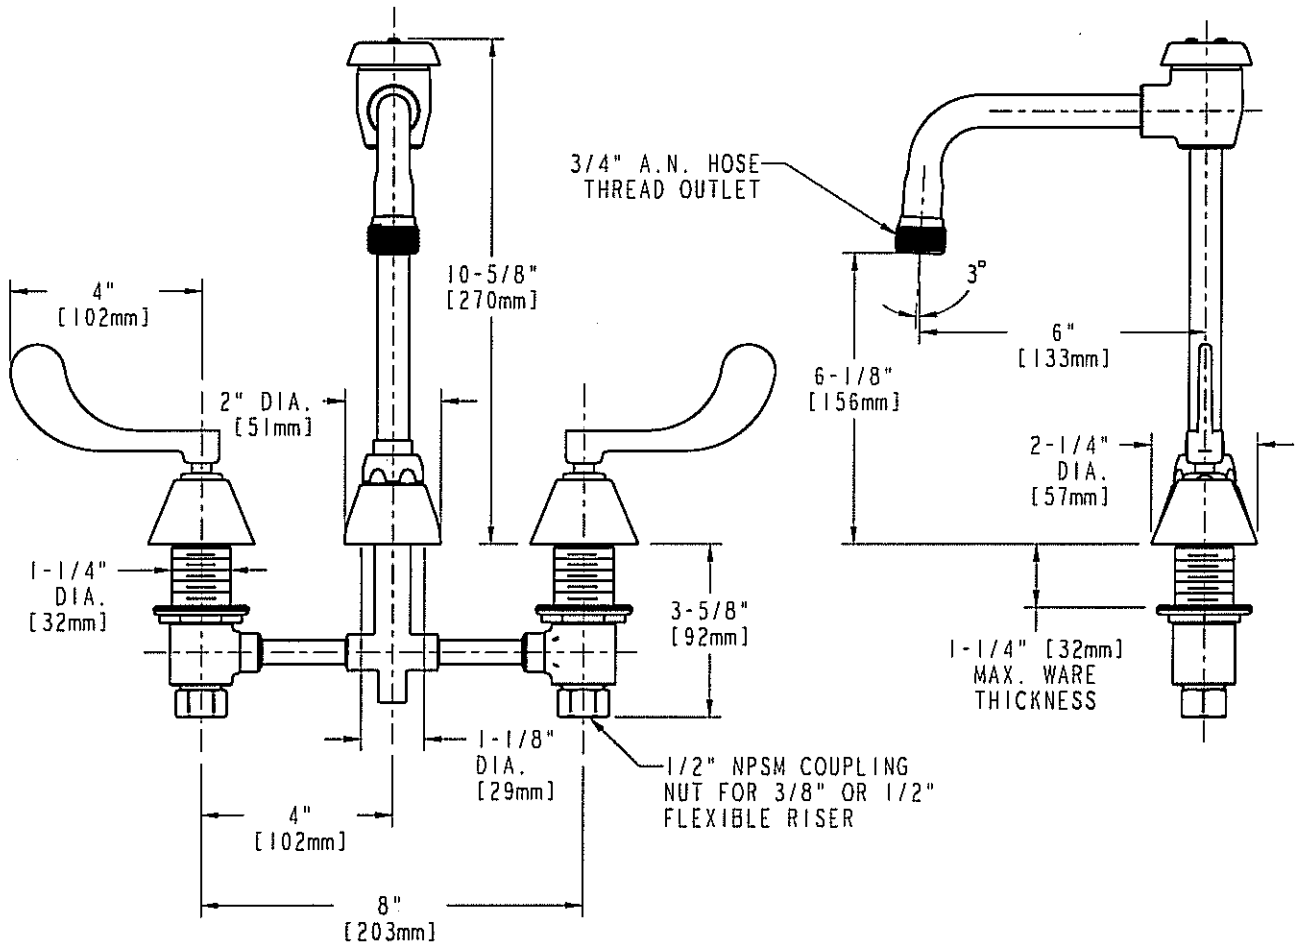 3/4" A.N. HOSE
THREAD OUTLET
10-5/8"
[270mm]
4"
[102mm]
3°
6"
[133mm]
6-1/8"
[156mm]
2" DIA.
[51mm]
2-1/4"
DIA.
[57mm]
1-1/4"
DIA.
[32mm]
3-5/8"
[92mm]
1-1/4" [32mm]
MAX. WARE
THICKNESS
1-1/8"
DIA.
[29mm]
1/2" NPSM COUPLING
NUT FOR 3/8" OR 1/2"
FLEXIBLE RISER
4"
[102mm]
8"
[203mm]